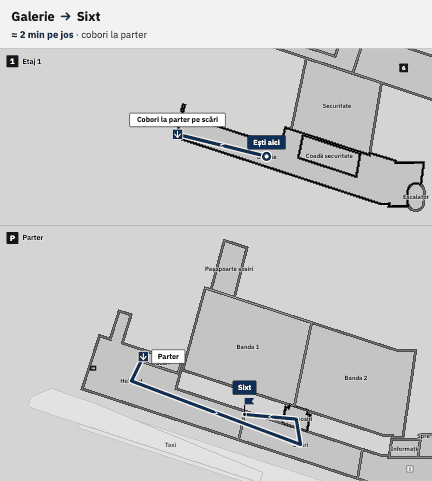 Galerie → Sixt
≈ 2 min pe jos · cobori la parter
1 Etaj 1
6
Securitate
Cobori la parter pe scări
Ești aici
Coadă securitate
Escalator
P Parter
Pașapoarte sosiri
Banda 1
Parter
Banda 2
Sixt
Taxi
Informații